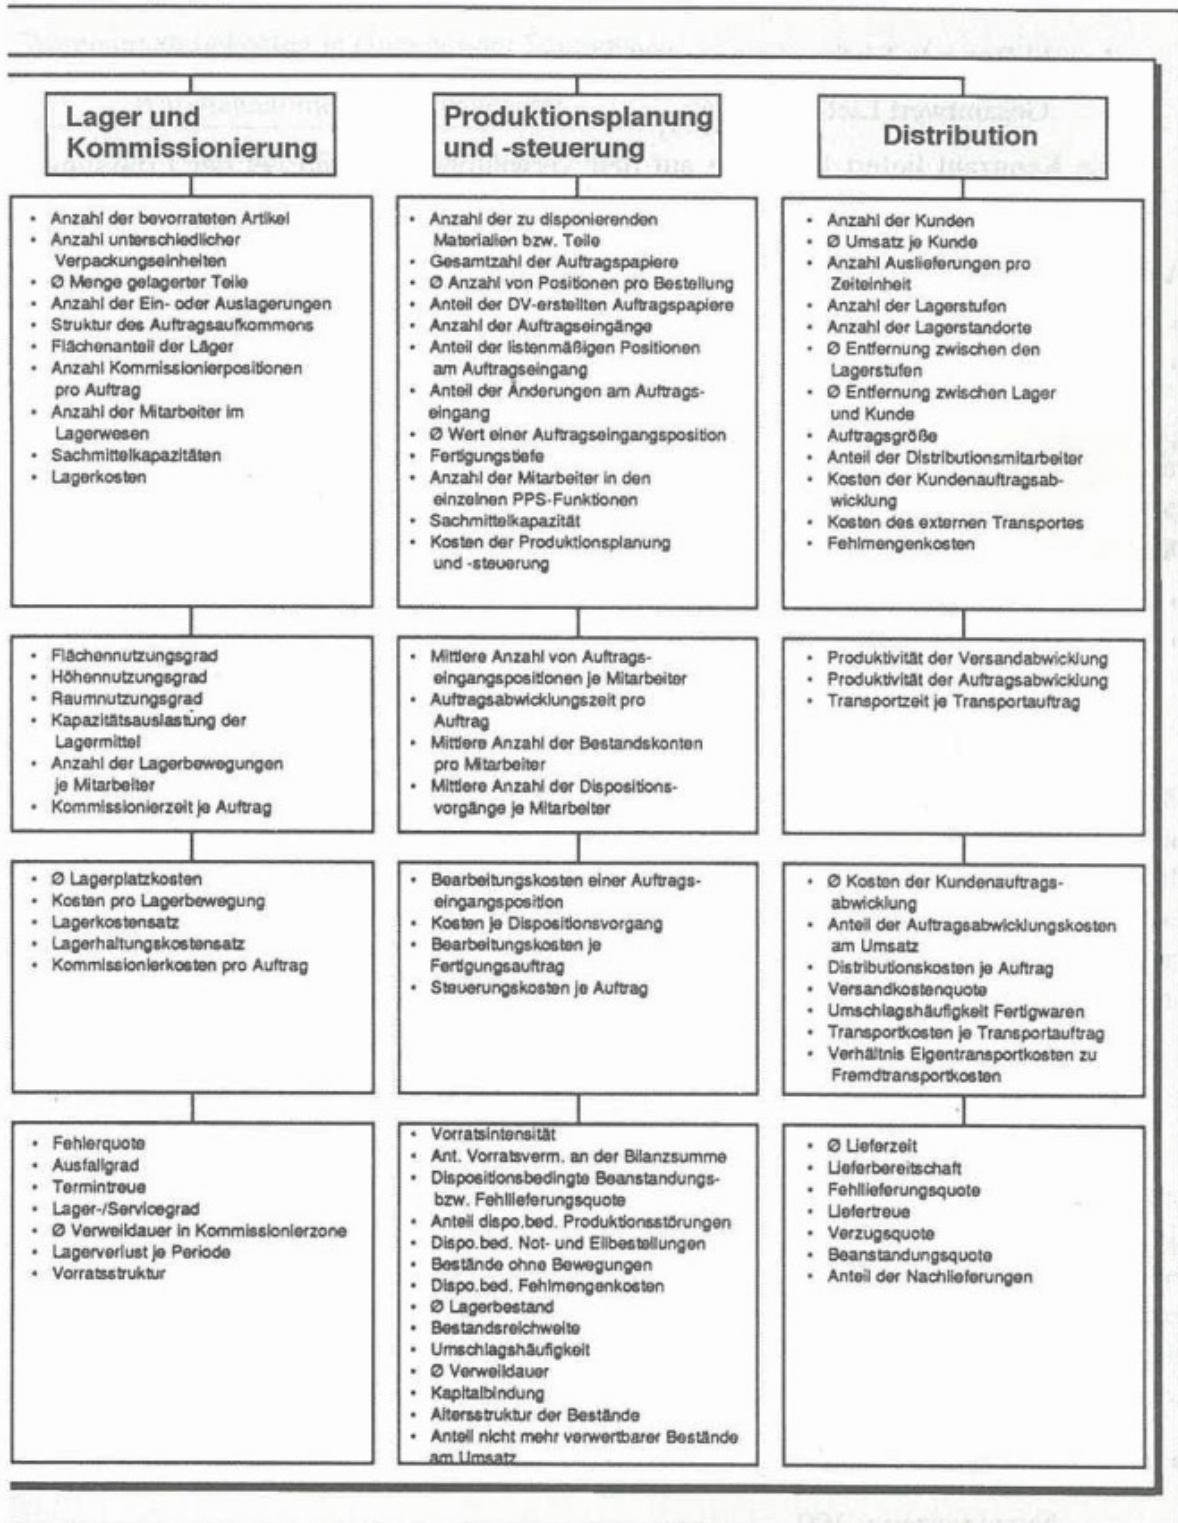 Lager und
Kommissionierung
• Anzahl der bevorrateten Artikel
• Anzahl unterschiedlicher
Verpackungseinheiten
• Ø Menge gelagerter Teile
• Anzahl der Ein- oder Auslagerungen
• Struktur des Auftragsaufkommens
• Flächenanteil der Läger
• Anzahl Kommissionierpositionen
pro Auftrag
• Anzahl der Mitarbeiter im
Lagerwesen
• Sachmittelkapazitäten
• Lagerkosten
• Flächennutzungsgrad
• Höhennutzungsgrad
• Raumnutzungsgrad
• Kapazitätsauslastung der
Lagermittel
• Anzahl der Lagerbewegungen
je Mitarbeiter
• Kommissionierzeit je Auftrag
• Ø Lagerplatzkosten
• Kosten pro Lagerbewegung
• Lagerkostensatz
• Lagerhaltungskostensatz
• Kommissionierkosten pro Auftrag
• Fehlerquote
• Ausfallgrad
• Termintreue
• Lager-/Servicegrad
• Ø Verweildauer in Kommissionierzone
• Lagerverlust je Periode
• Vorratsstruktur
Produktionsplanung
und -steuerung
• Anzahl der zu disponierenden
Materialien bzw. Teile
• Gesamtzahl der Auftragspapiere
• Ø Anzahl von Positionen pro Bestellung
• Anteil der DV-erstellten Auftragspapiere
• Anzahl der Auftragseingänge
• Anteil der listenmäßigen Positionen
am Auftragseingang
• Anteil der Änderungen am Auftrags-
eingang
• Ø Wert einer Auftragseingangsposition
• Fertigungstiefe
• Anzahl der Mitarbeiter in den
einzelnen PPS-Funktionen
• Sachmittelkapazität
• Kosten der Produktionsplanung
und -steuerung
• Mittlere Anzahl von Auftrags-
eingangspositionen je Mitarbeiter
• Auftragsabwicklungszeit pro
Auftrag
• Mittlere Anzahl der Bestandskonten
pro Mitarbeiter
• Mittlere Anzahl der Dispositions-
vorgänge je Mitarbeiter
• Bearbeitungskosten einer Auftrags-
eingangsposition
• Kosten je Dispositionsvorgang
• Bearbeitungskosten je
Fertigungsauftrag
• Steuerungskosten je Auftrag
• Vorratsintensität
• Ant. Vorratsverm. an der Bilanzsumme
• Dispositionsbedingte Beanstandungs-
bzw. Fehllieferungsquote
• Anteil dispo.bed. Produktionsstörungen
• Dispo.bed. Not- und Eilbestellungen
• Bestände ohne Bewegungen
• Dispo.bed. Fehlmengenkosten
• Ø Lagerbestand
• Bestandsreichweite
• Umschlagshäufigkeit
• Ø Verweildauer
• Kapitalbindung
• Altersstruktur der Bestände
• Anteil nicht mehr verwertbarer Bestände
am Umsatz
Distribution
• Anzahl der Kunden
• Ø Umsatz je Kunde
• Anzahl Auslieferungen pro
Zeiteinheit
• Anzahl der Lagerstufen
• Anzahl der Lagerstandorte
• Ø Entfernung zwischen den
Lagerstufen
• Ø Entfernung zwischen Lager
und Kunde
• Auftragsgröße
• Anteil der Distributionsmitarbeiter
• Kosten der Kundenauftragsab-
wicklung
• Kosten des externen Transportes
• Fehlmengenkosten
• Produktivität der Versandabwicklung
• Produktivität der Auftragsabwicklung
• Transportzeit je Transportauftrag
• Ø Kosten der Kundenauftrags-
abwicklung
• Anteil der Auftragsabwicklungskosten
am Umsatz
• Distributionskosten je Auftrag
• Versandkostenquote
• Umschlagshäufigkeit Fertigwaren
• Transportkosten je Transportauftrag
• Verhältnis Eigentransportkosten zu
Fremdtransportkosten
• Ø Lieferzeit
• Lieferbereitschaft
• Fehllieferungsquote
• Liefertreue
• Verzugsquote
• Beanstandungsquote
• Anteil der Nachlieferungen